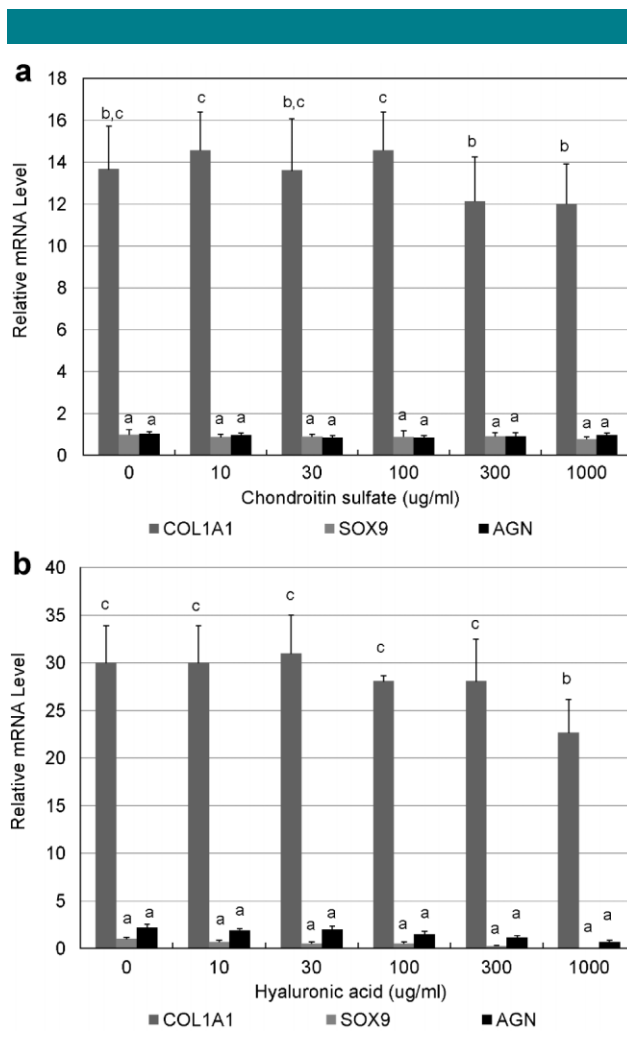 a
18
16
14
12
10
8
6
4
2
0
Relative mRNA Level
b,c c b,c c b b
a a a a a a a a a a a a
0 10 30 100 300 1000
Chondroitin sulfate (ug/ml)
COL1A1 SOX9 AGN
b
40
35
30
25
20
15
10
5
0
Relative mRNA Level
c c c c c b
a a a a a a a a a a a a
0 10 30 100 300 1000
Hyaluronic acid (ug/ml)
COL1A1 SOX9 AGN